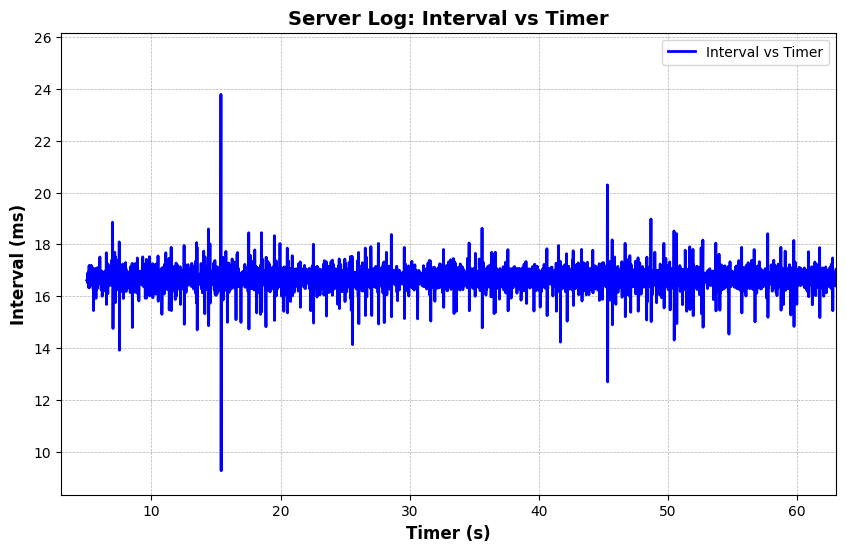 Server Log: Interval vs Timer
Interval vs Timer
26
24
22
20
18
16
14
12
10
Interval (ms)
10 20 30 40 50 60
Timer (s)